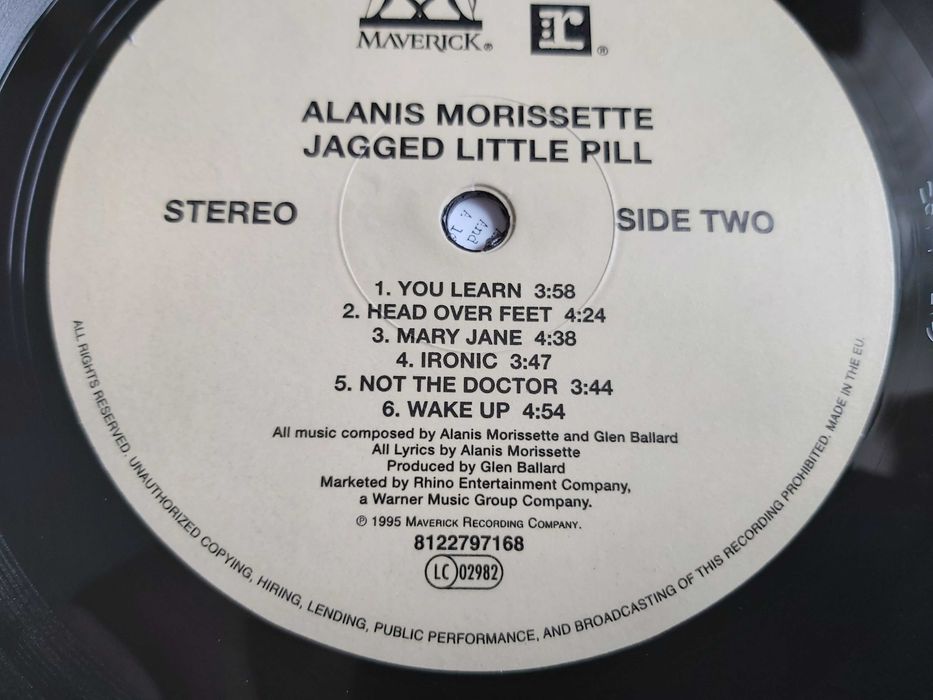 MAVERICK®
r®
ALANIS MORISSETTE
JAGGED LITTLE PILL
STEREO
SIDE TWO
1. YOU LEARN 3:58
2. HEAD OVER FEET 4:24
3. MARY JANE 4:38
4. IRONIC 3:47
5. NOT THE DOCTOR 3:44
6. WAKE UP 4:54
All music composed by Alanis Morissette and Glen Ballard
All Lyrics by Alanis Morissette
Produced by Glen Ballard
Marketed by Rhino Entertainment Company,
a Warner Music Group Company.
℗ 1995 MAVERICK RECORDING COMPANY.
8122797168
LC 02982
ALL RIGHTS RESERVED. UNAUTHORIZED COPYING, HIRING, LENDING, PUBLIC PERFORMANCE, AND BROADCASTING OF THIS RECORDING PROHIBITED. MADE IN THE EU.